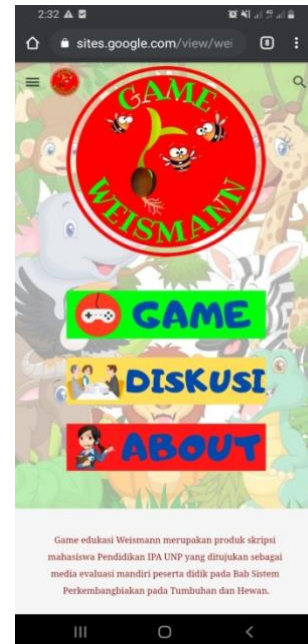 2:32
sites.google.com/view/wei
8
GAME
WEISMANN
GAME
DISKUSI
ABOUT
Game edukasi Weismann merupakan produk skripsi
mahasiswa Pendidikan IPA UNP yang ditujukan sebagai
media evaluasi mandiri peserta didik pada Bab Sistem
Perkembangbiakan pada Tumbuhan dan Hewan.